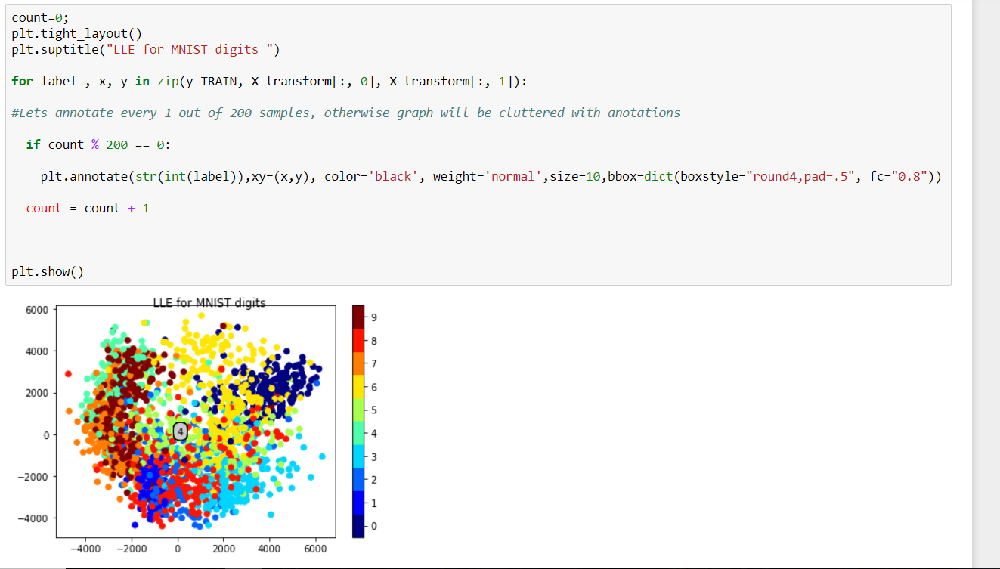 count=0;
plt.tight_layout()
plt.suptitle("LLE for MNIST digits ")
for label , x, y in zip(y_TRAIN, X_transform[:, 0], X_transform[:, 1]):
#Lets annotate every 1 out of 200 samples, otherwise graph will be cluttered with anotations
if count % 200 == 0:
plt.annotate(str(int(label)),xy=(x,y), color='black', weight='normal',size=10,bbox=dict(boxstyle="round4,pad=.5", fc="0.8"))
count = count + 1
plt.show()
LLE for MNIST digits
6000
4000
2000
0
−2000
−4000
4
−4000 −2000 0 2000 4000 6000
9
8
7
6
5
4
3
2
1
0